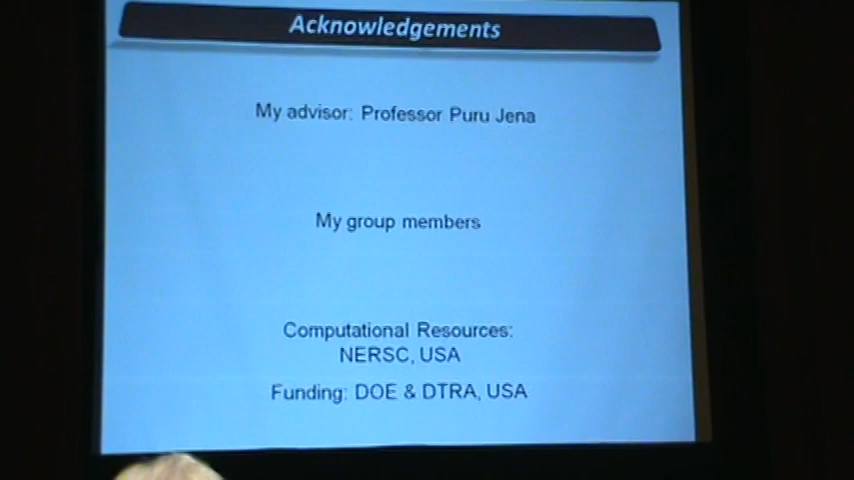 Acknowledgements
My advisor: Professor Puru Jena
My group members
Computational Resources:
NERSC, USA
Funding: DOE & DTRA, USA